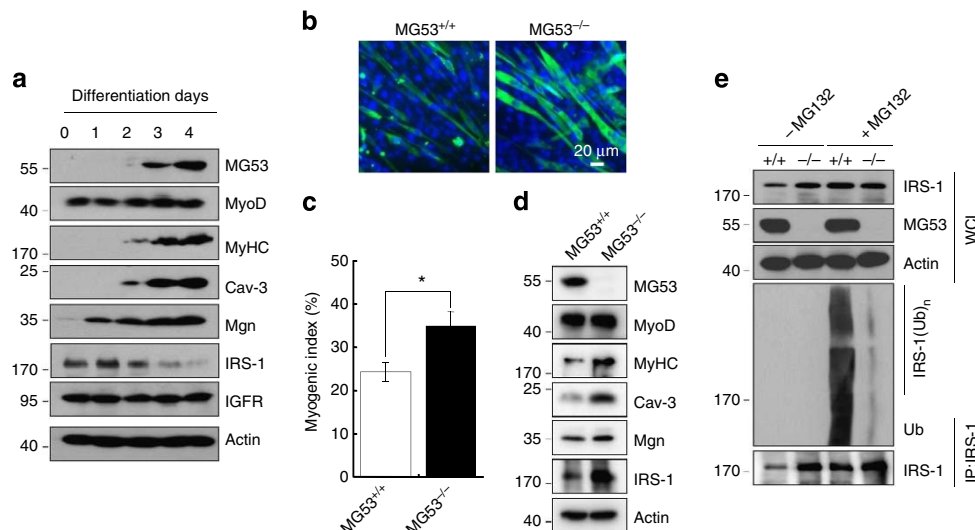 a
Differentiation days
0 1 2 3 4
55 MG53
40 MyoD
170 MyHC
25 Cav-3
35 Mgn
170 IRS-1
95 IGFR
40 Actin
b
MG53+/+ MG53–/–
20 μm
c
Myogenic index (%)
50
40
30
20
10
0
*
MG53+/+ MG53–/–
d
MG53+/+ MG53–/–
55 MG53
40 MyoD
170 MyHC
25 Cav-3
35 Mgn
170 IRS-1
40 Actin
e
–MG132 +MG132
+/+ –/– +/+ –/–
170 IRS-1
55 MG53
40 Actin
WCL
IRS-1(Ub)n
170
Ub
170 IRS-1
IP: IRS-1